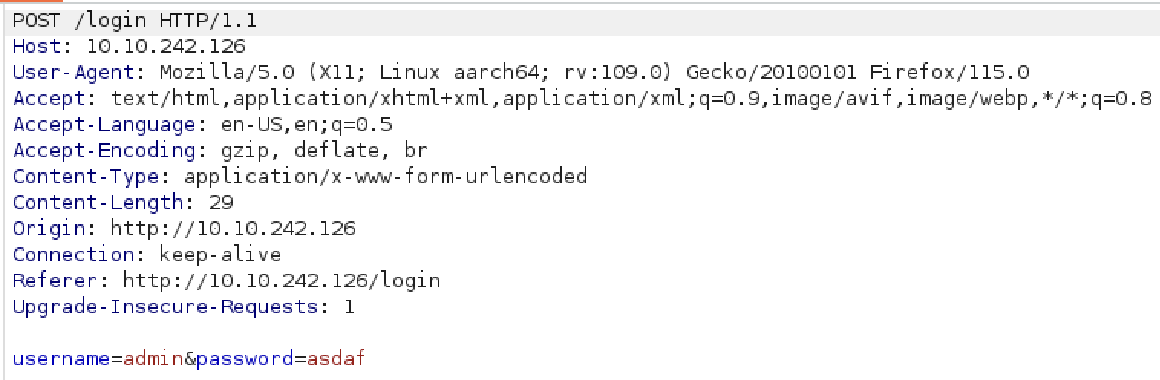 POST /login HTTP/1.1
Host: 10.10.242.126
User-Agent: Mozilla/5.0 (X11; Linux aarch64; rv:109.0) Gecko/20100101 Firefox/115.0
Accept: text/html,application/xhtml+xml,application/xml;q=0.9,image/avif,image/webp,*/*;q=0.8
Accept-Language: en-US,en;q=0.5
Accept-Encoding: gzip, deflate, br
Content-Type: application/x-www-form-urlencoded
Content-Length: 29
Origin: http://10.10.242.126
Connection: keep-alive
Referer: http://10.10.242.126/login
Upgrade-Insecure-Requests: 1
username=admin&password=asdaf